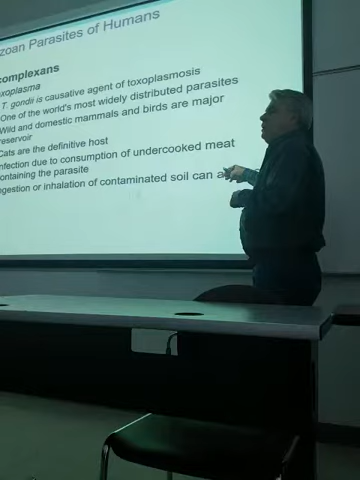 zoan Parasites of Humans
complexans
oxoplasma
T. gondii is causative agent of toxoplasmosis
One of the world's most widely distributed parasites
Wild and domestic mammals and birds are major
reservoir
Cats are the definitive host
nfection due to consumption of undercooked meat
ontaining the parasite
ngestion or inhalation of contaminated soil can a